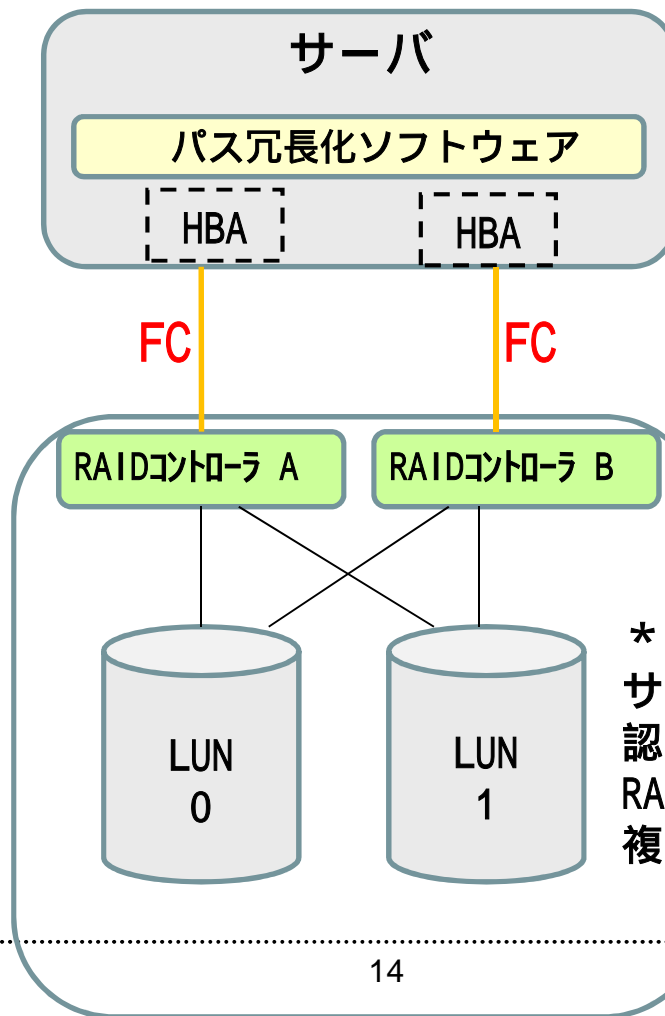 サーバ
パス冗長化ソフトウェア
HBA
HBA
FC
FC
RAIDコントローラ A
RAIDコントローラ B
LUN
0
LUN
1
*
サ
認
RA
複
14